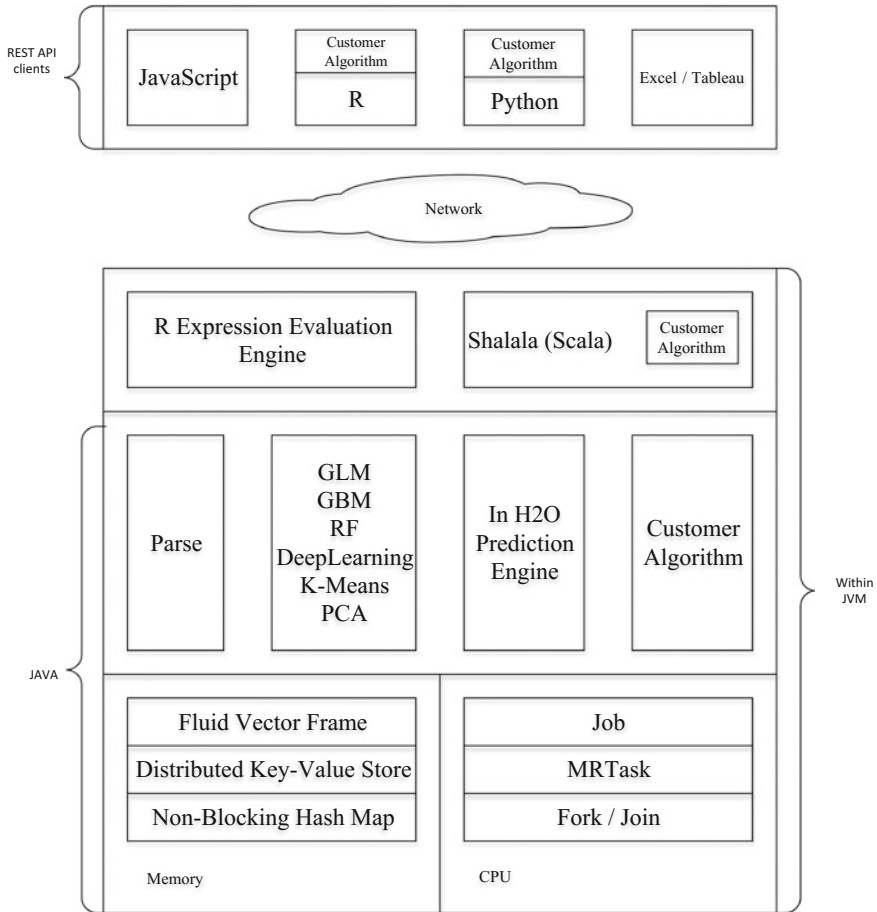 REST API
clients
JavaScript
Customer
Algorithm
R
Customer
Algorithm
Python
Excel / Tableau
Network
R Expression Evaluation
Engine
Shalala (Scala)
Customer
Algorithm
Parse
GLM
GBM
RF
DeepLearning
K-Means
PCA
In H2O
Prediction
Engine
Customer
Algorithm
Within
JVM
JAVA
Fluid Vector Frame
Distributed Key-Value Store
Non-Blocking Hash Map
Memory
Job
MRTask
Fork / Join
CPU